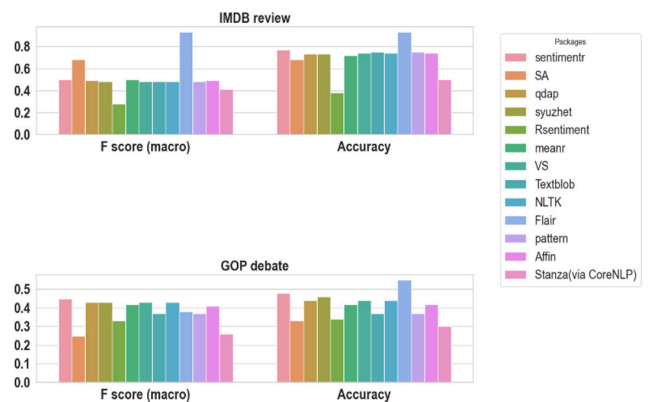 IMDB review
0.8
0.6
0.4
0.2
0.0
F score (macro) Accuracy
Packages
sentimentr
SA
qdap
syuzhet
Rsentiment
meanr
VS
Textblob
NLTK
Flair
pattern
Affin
Stanza(via CoreNLP)
GOP debate
0.5
0.4
0.3
0.2
0.1
0.0
F score (macro) Accuracy